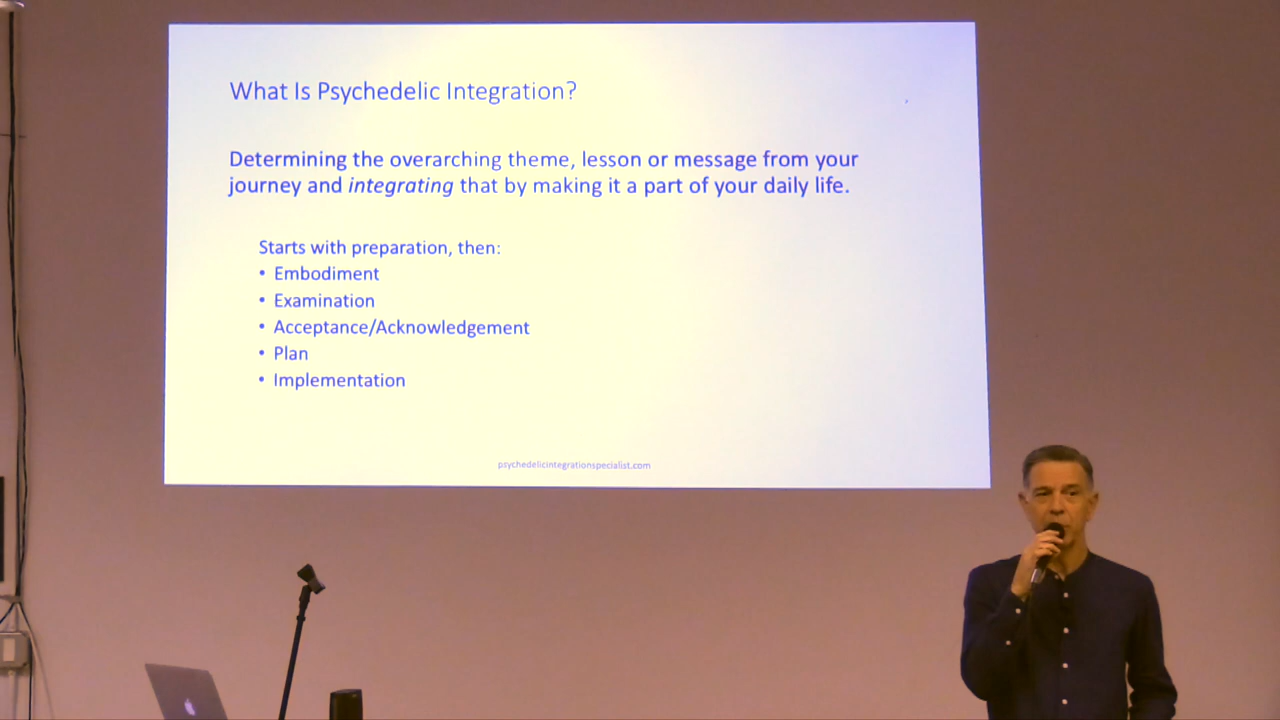 What Is Psychedelic Integration?
Determining the overarching theme, lesson or message from your
journey and integrating that by making it a part of your daily life.
Starts with preparation, then:
• Embodiment
• Examination
• Acceptance/Acknowledgement
• Plan
• Implementation
psychedelicintegrationspecialist.com